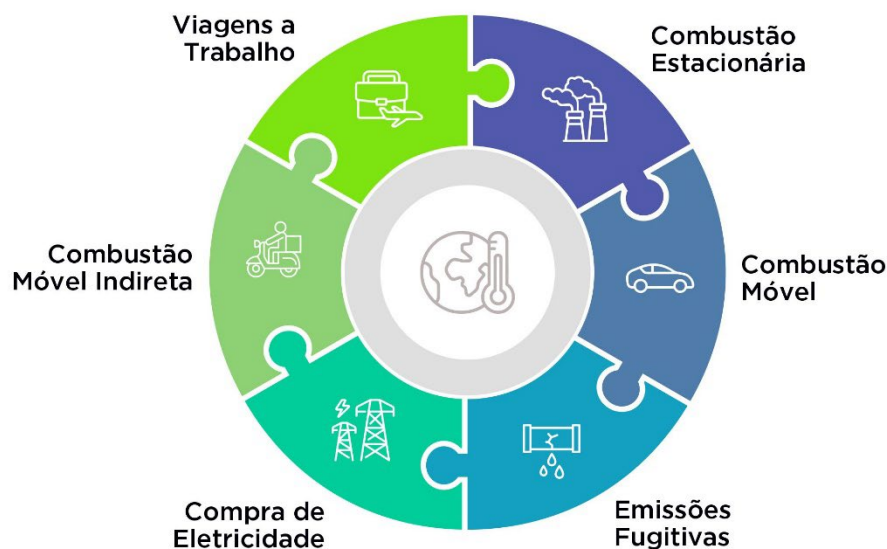 Viagens a
Trabalho
Combustão
Estacionária
Combustão
Móvel Indireta
Combustão
Móvel
Compra de
Eletricidade
Emissões
Fugitivas